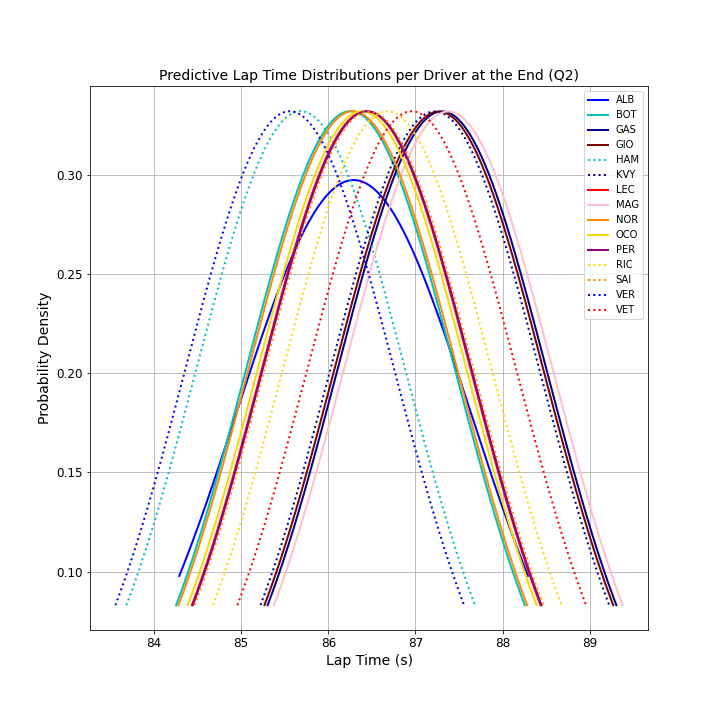 Predictive Lap Time Distributions per Driver at the End (Q2)
ALB
BOT
GAS
GIO
HAM
KVY
LEC
MAG
NOR
OCO
PER
RIC
SAI
VER
VET
0.30
0.25
0.20
0.15
0.10
Probability Density
84 85 86 87 88 89
Lap Time (s)